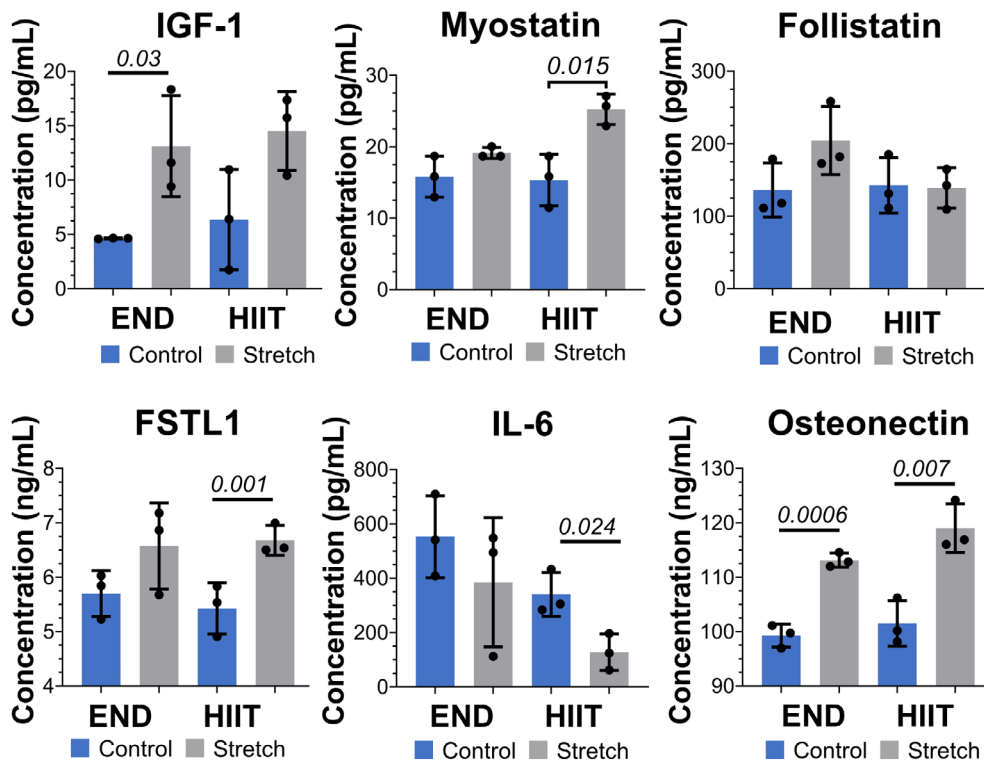 IGF-1
Concentration (pg/mL)
20
15
10
5
0
0.03
END HIIT
Control Stretch
Myostatin
Concentration (pg/mL)
30
20
10
0
0.015
END HIIT
Control Stretch
Follistatin
Concentration (pg/mL)
300
200
100
0
END HIIT
Control Stretch
FSTL1
Concentration (ng/mL)
8
7
6
5
4
0.001
END HIIT
Control Stretch
IL-6
Concentration (pg/mL)
800
600
400
200
0
0.024
END HIIT
Control Stretch
Osteonectin
Concentration (ng/mL)
130
120
110
100
90
0.0006
0.007
END HIIT
Control Stretch